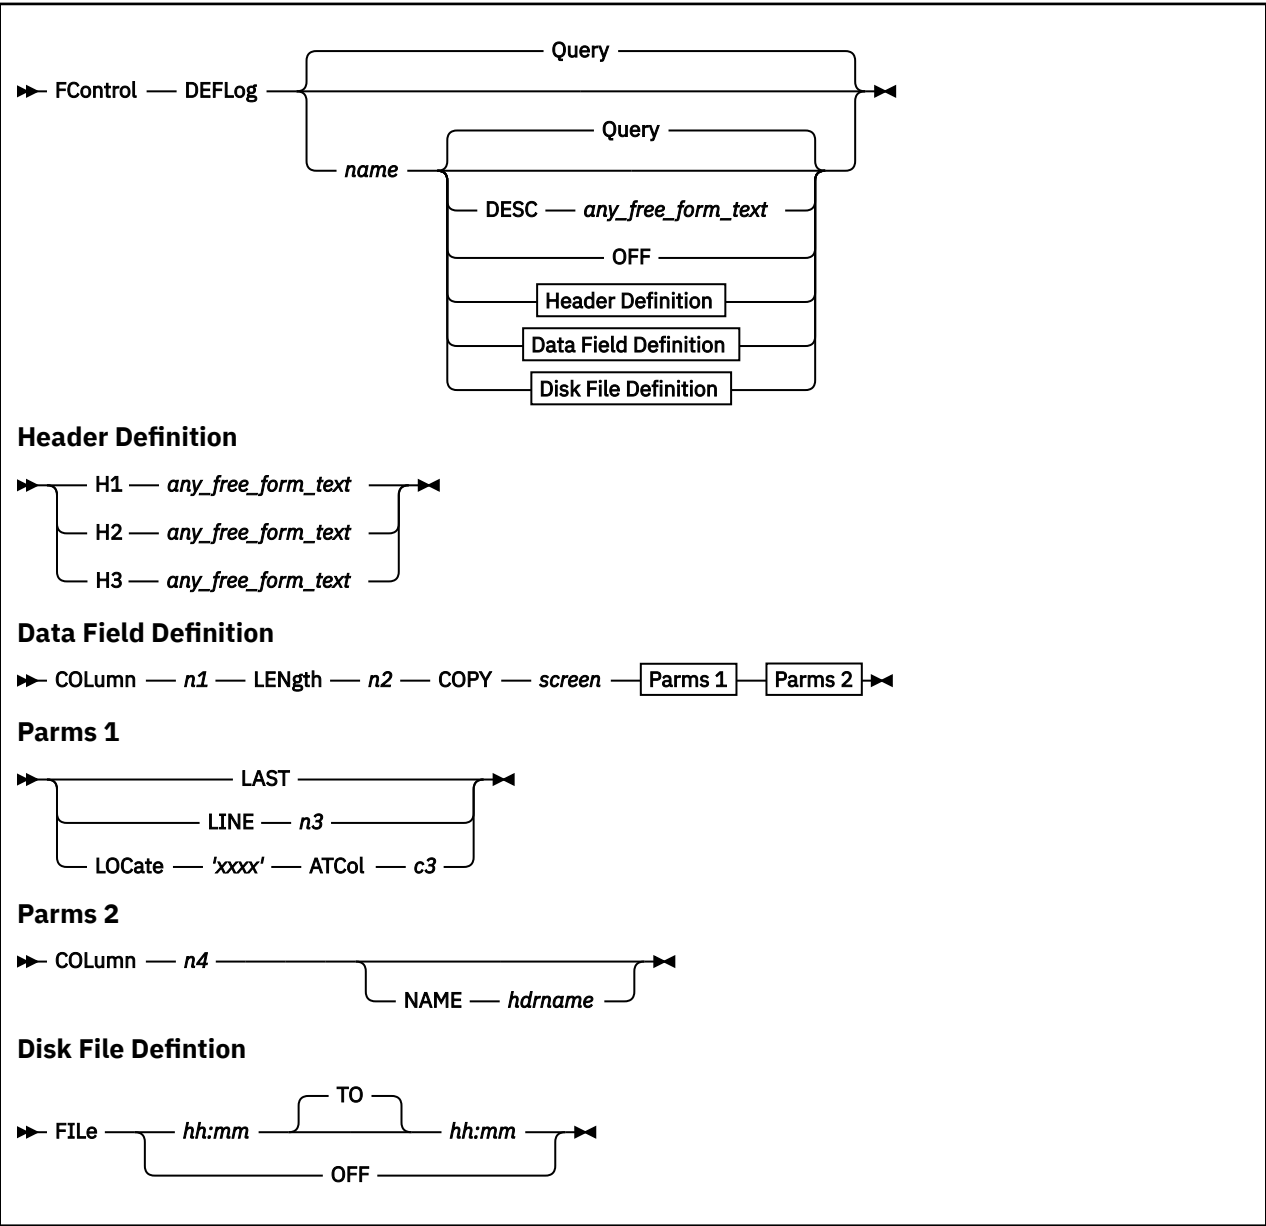 Query
FControl DEFLog
Query
name
DESC any_free_form_text
OFF
Header Definition
Data Field Definition
Disk File Definition
Header Definition
H1 any_free_form_text
H2 any_free_form_text
H3 any_free_form_text
Data Field Definition
COLumn n1 LENgth n2 COPY screen Parms 1 Parms 2
Parms 1
LAST
LINE n3
LOCate 'xxxx' ATCol c3
Parms 2
COLumn n4
NAME hdrname
Disk File Defintion
TO
FILe hh:mm hh:mm
OFF